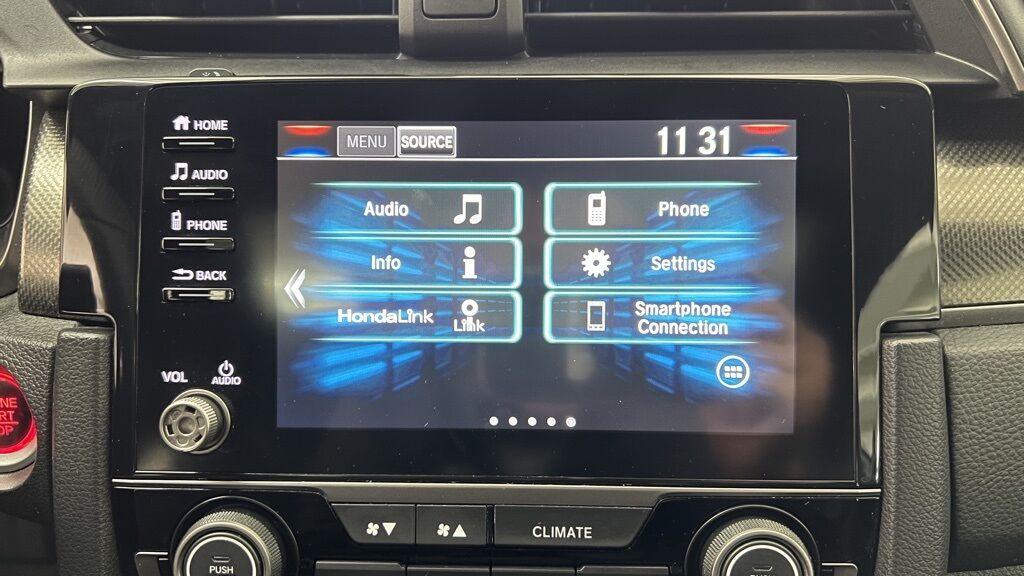 HOME
AUDIO
PHONE
BACK
VOL
AUDIO
MENU SOURCE 11 31
Audio
Phone
Info
Settings
HondaLink
Link
Smartphone
Connection
CLIMATE
PUSH